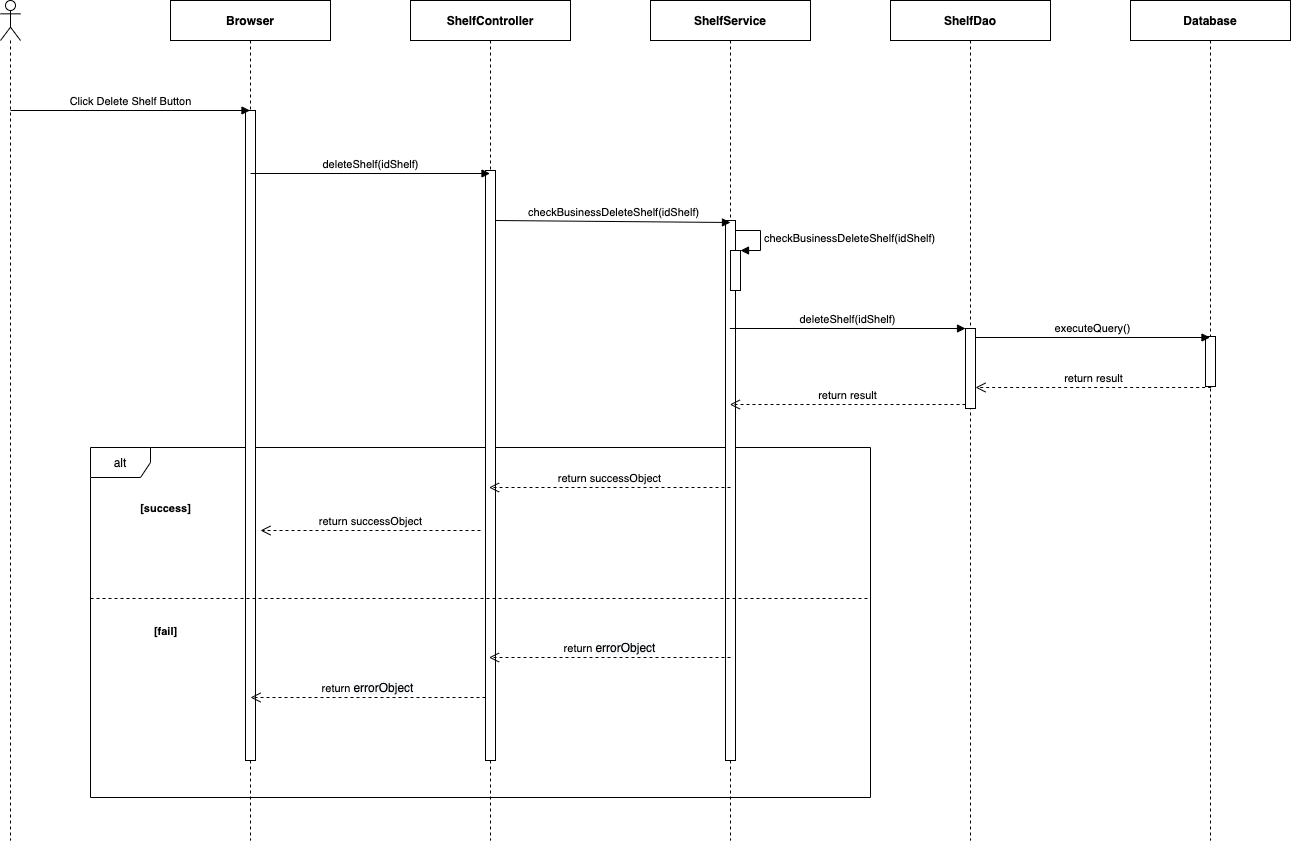 Browser
ShelfController
ShelfService
ShelfDao
Database
Click Delete Shelf Button
deleteShelf(idShelf)
checkBusinessDeleteShelf(idShelf)
checkBusinessDeleteShelf(idShelf)
deleteShelf(idShelf)
executeQuery()
return result
return result
alt
return successObject
[success]
return successObject
[fail]
return errorObject
return errorObject